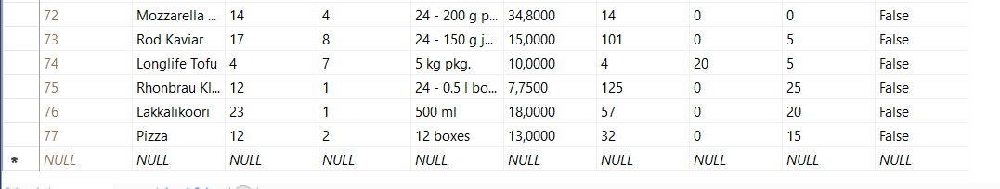 72 Mozzarella ... 14 4 24 - 200 g p... 34,8000 14 0 0 False
73 Rod Kaviar 17 8 24 - 150 g j... 15,0000 101 0 5 False
74 Longlife Tofu 4 7 5 kg pkg. 10,0000 4 20 5 False
75 Rhonbrau Kl... 12 1 24 - 0.5 l bo... 7,7500 125 0 25 False
76 Lakkalikoori 23 1 500 ml 18,0000 57 0 20 False
77 Pizza 12 2 12 boxes 13,0000 32 0 15 False
* NULL NULL NULL NULL NULL NULL NULL NULL NULL NULL